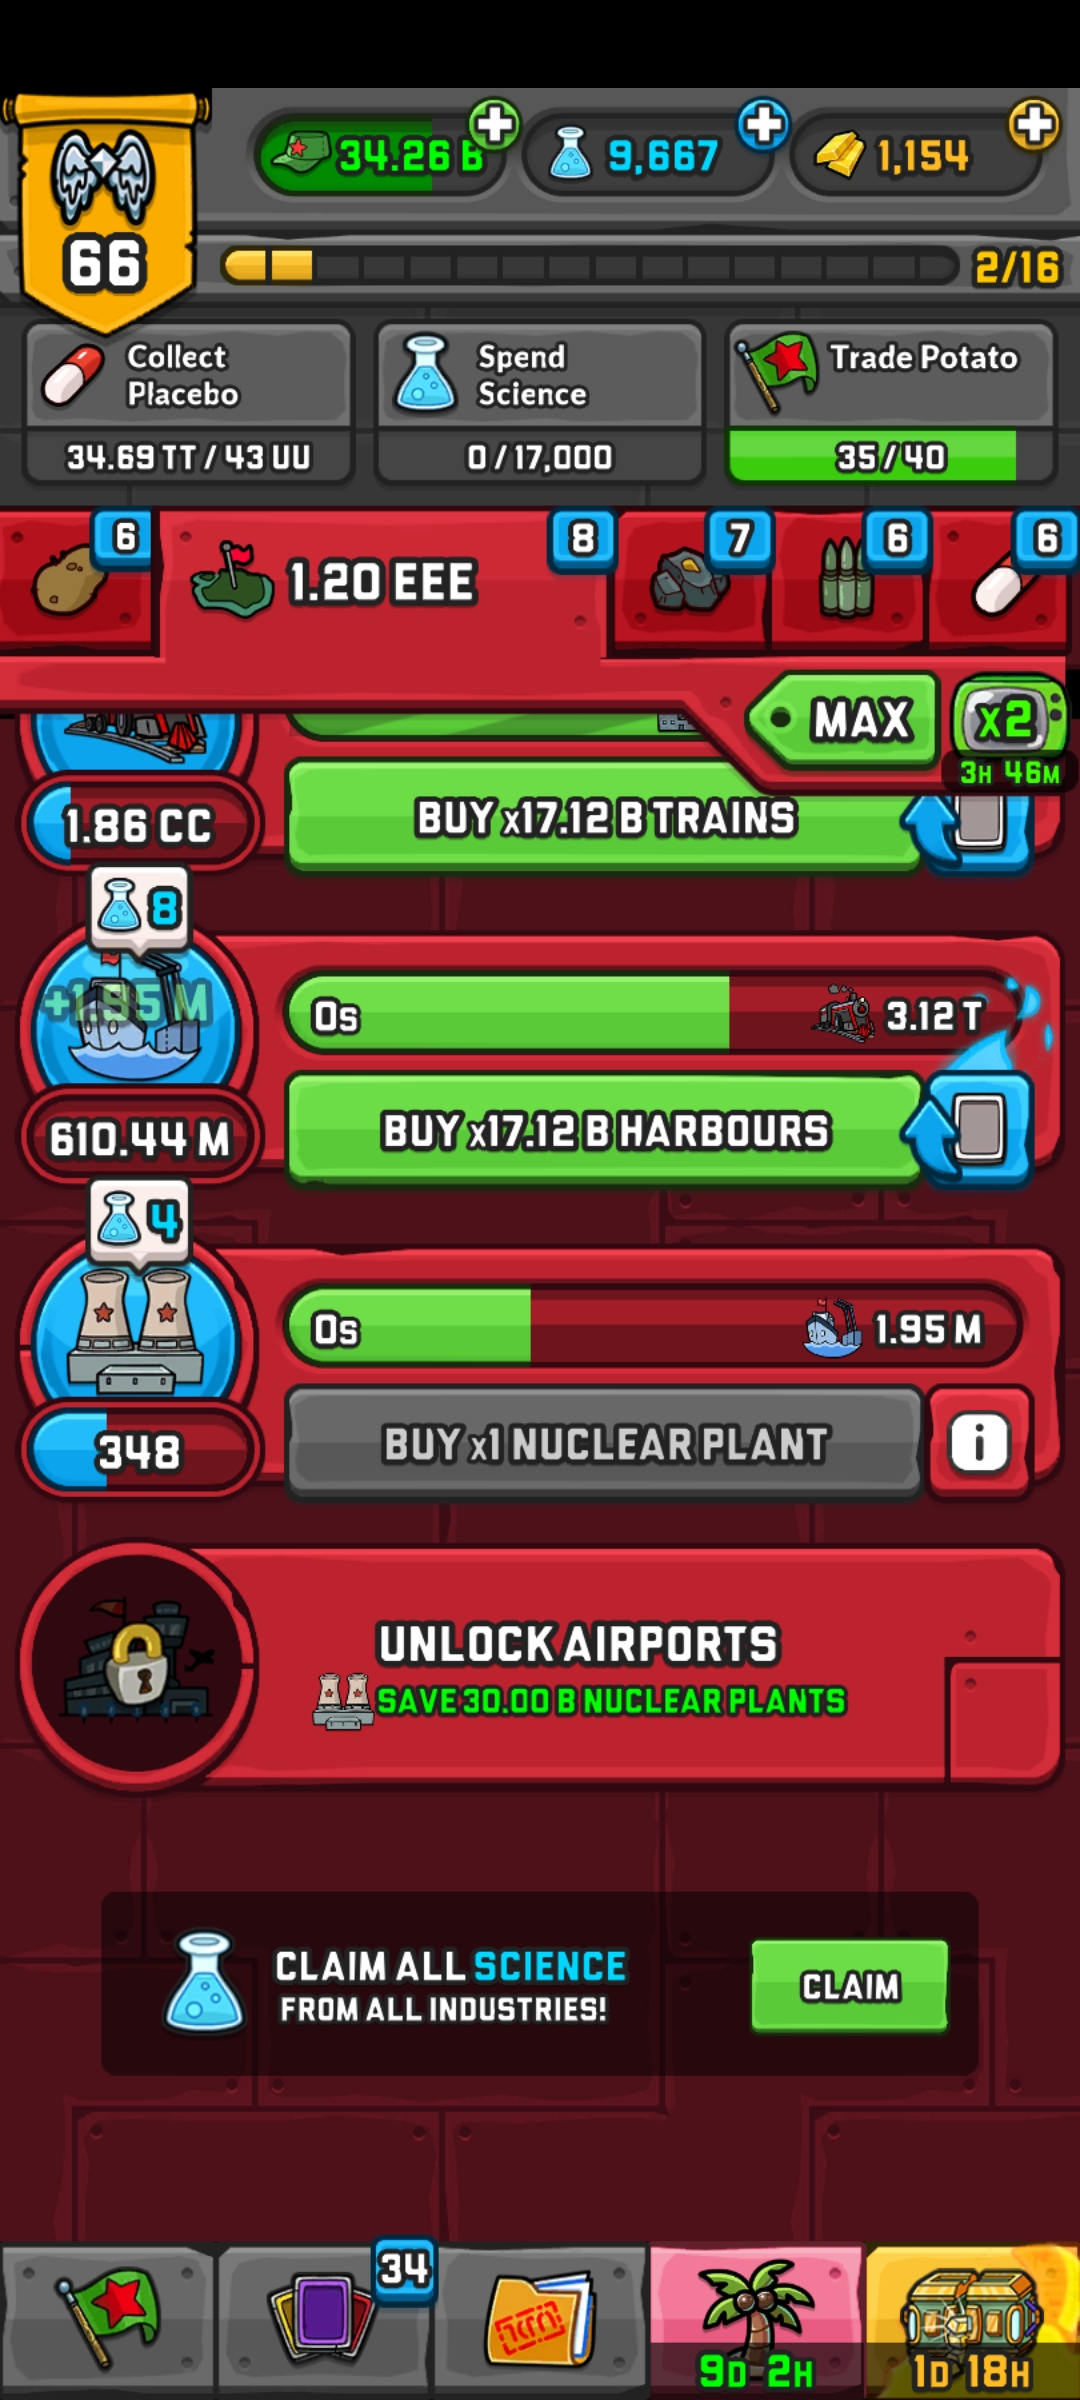 34.26 B
9,667
1,154
66
2/16
Collect
Placebo
34.69 TT / 43 UU
Spend
Science
0 / 17,000
Trade Potato
35 / 40
6
1.20 EEE
8
7
6
6
MAX
x2
3H 46M
1.86 CC
BUY x17.12 B TRAINS
8
+1.95 M
0s
3.12 T
610.44 M
BUY x17.12 B HARBOURS
4
0s
1.95 M
348
BUY x1 NUCLEAR PLANT
i
UNLOCK AIRPORTS
SAVE 30.00 B NUCLEAR PLANTS
CLAIM ALL SCIENCE
FROM ALL INDUSTRIES!
CLAIM
34
9D 2H
1D 18H